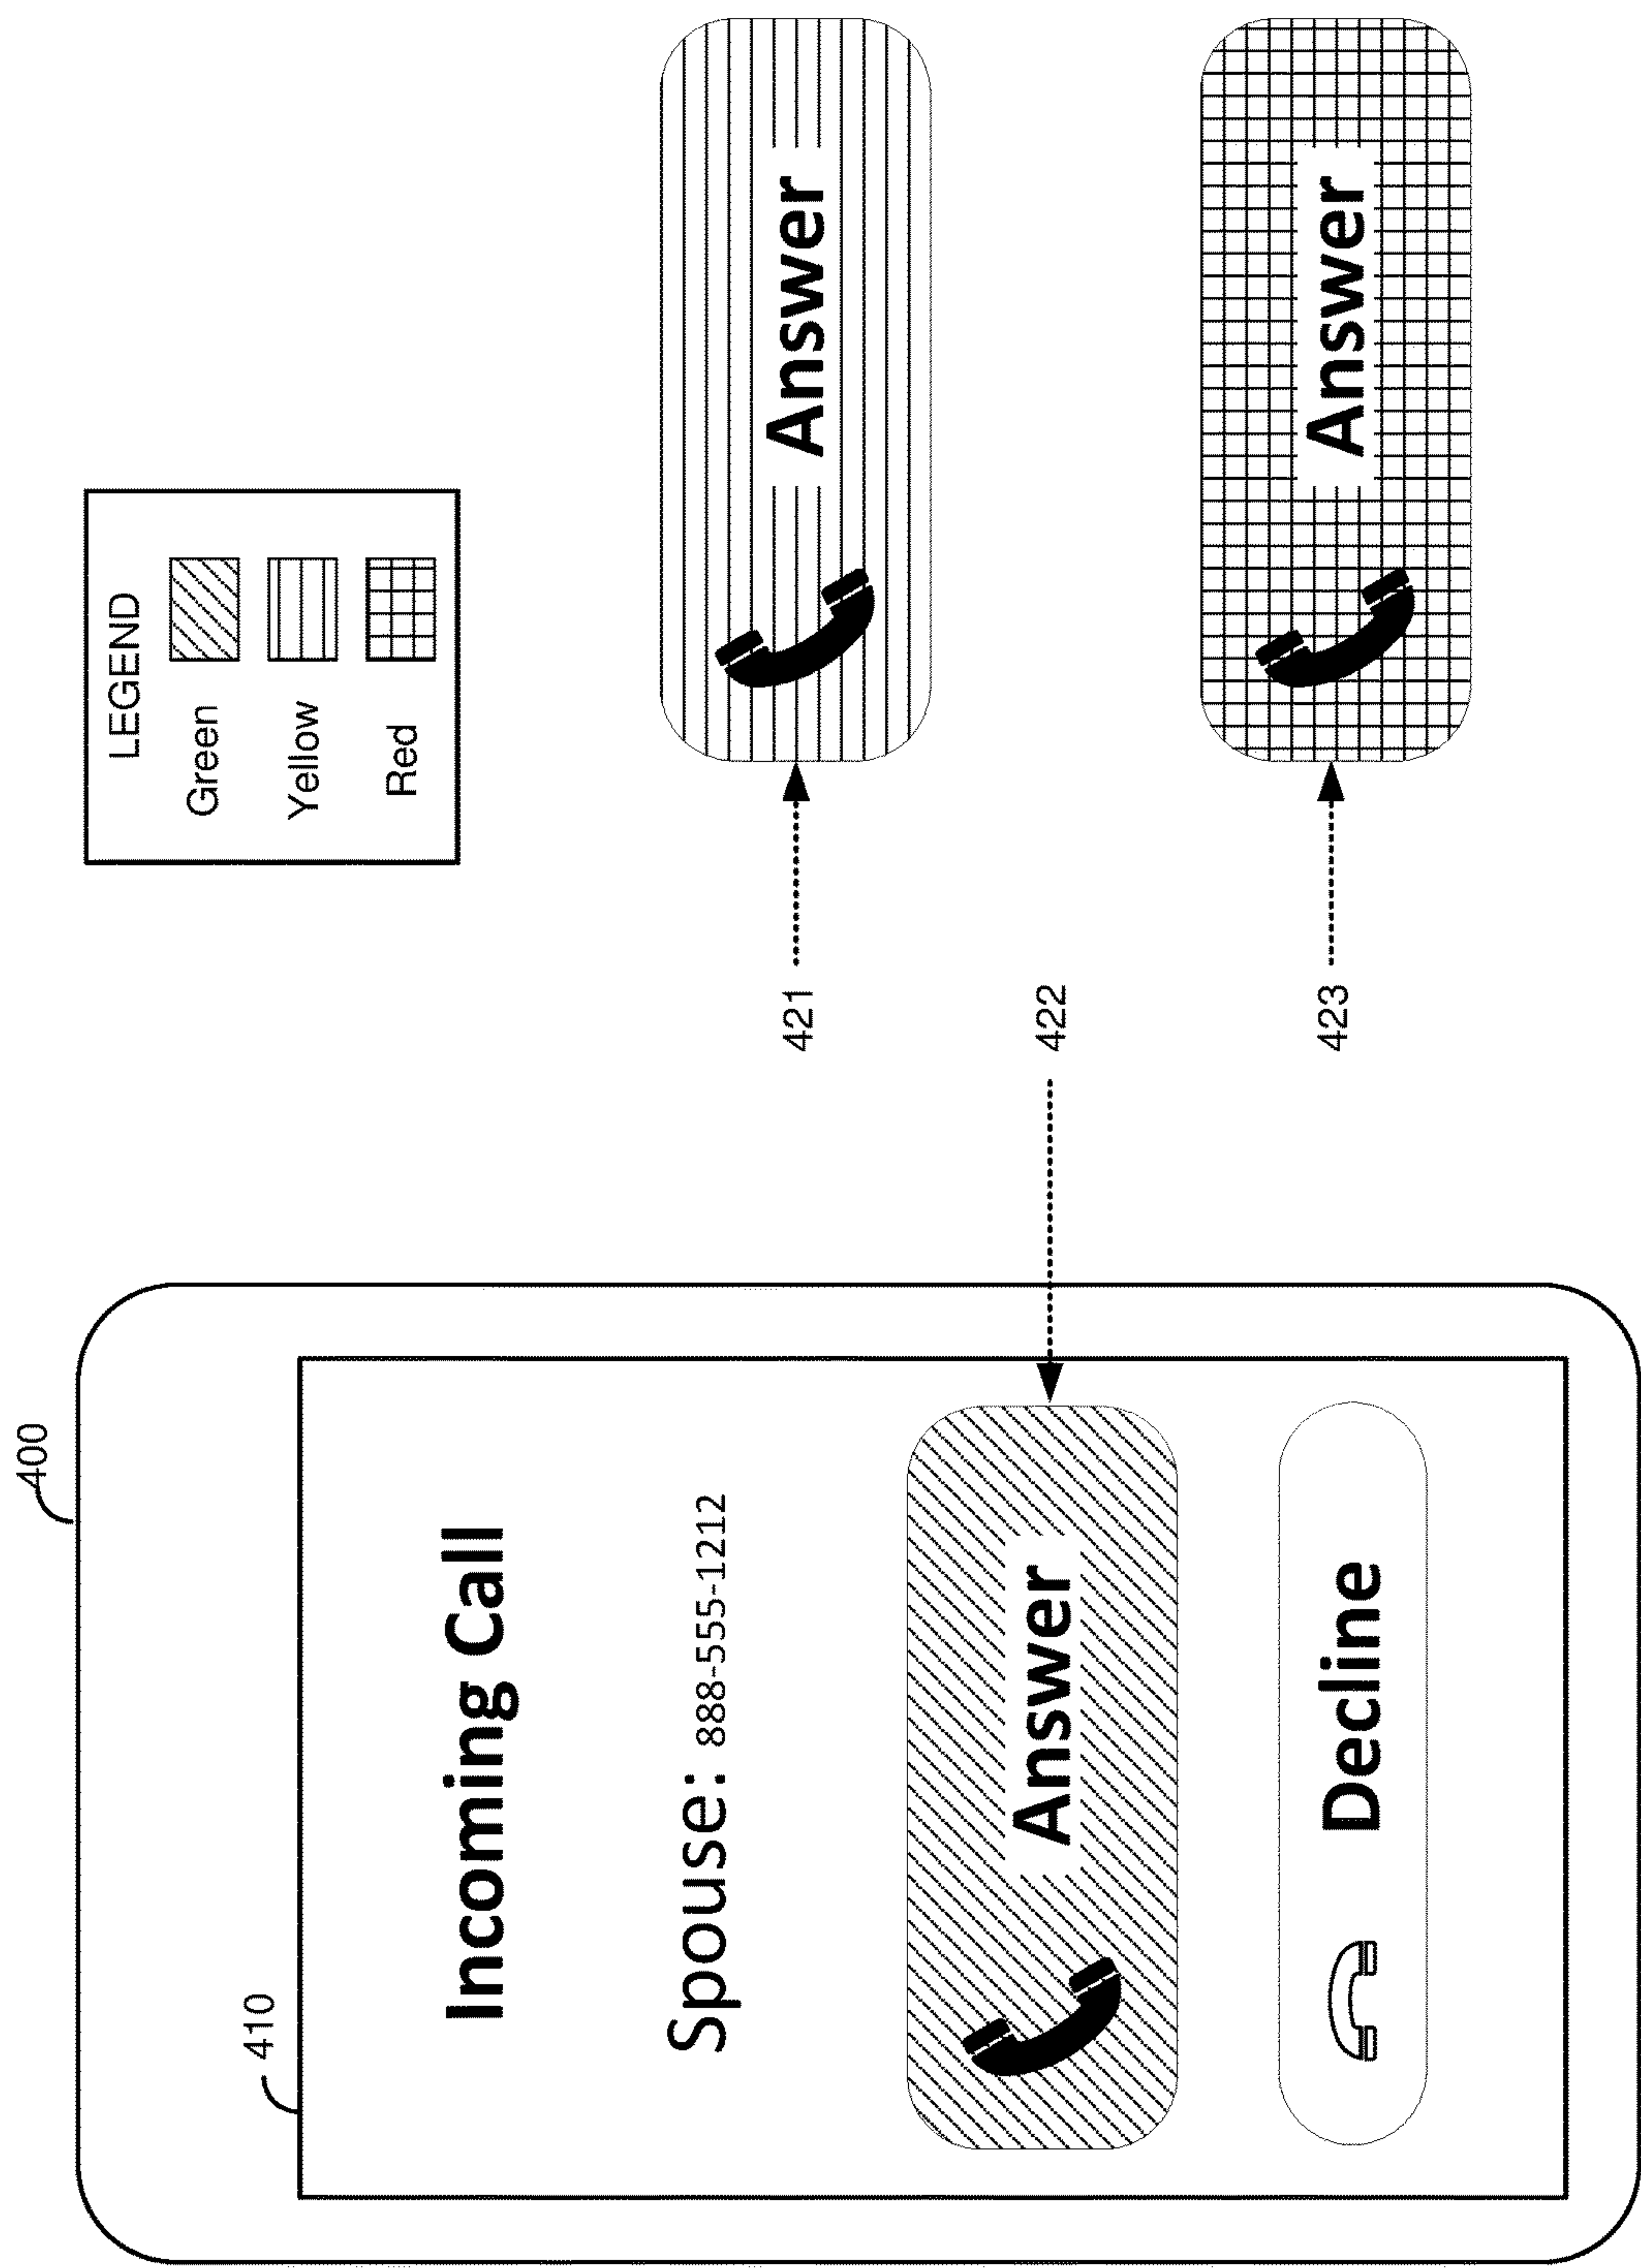 400
410
Incoming Call
Spouse: 888-555-1212
Answer
Decline
LEGEND
Green
Yellow
Red
421
Answer
422
423
Answer